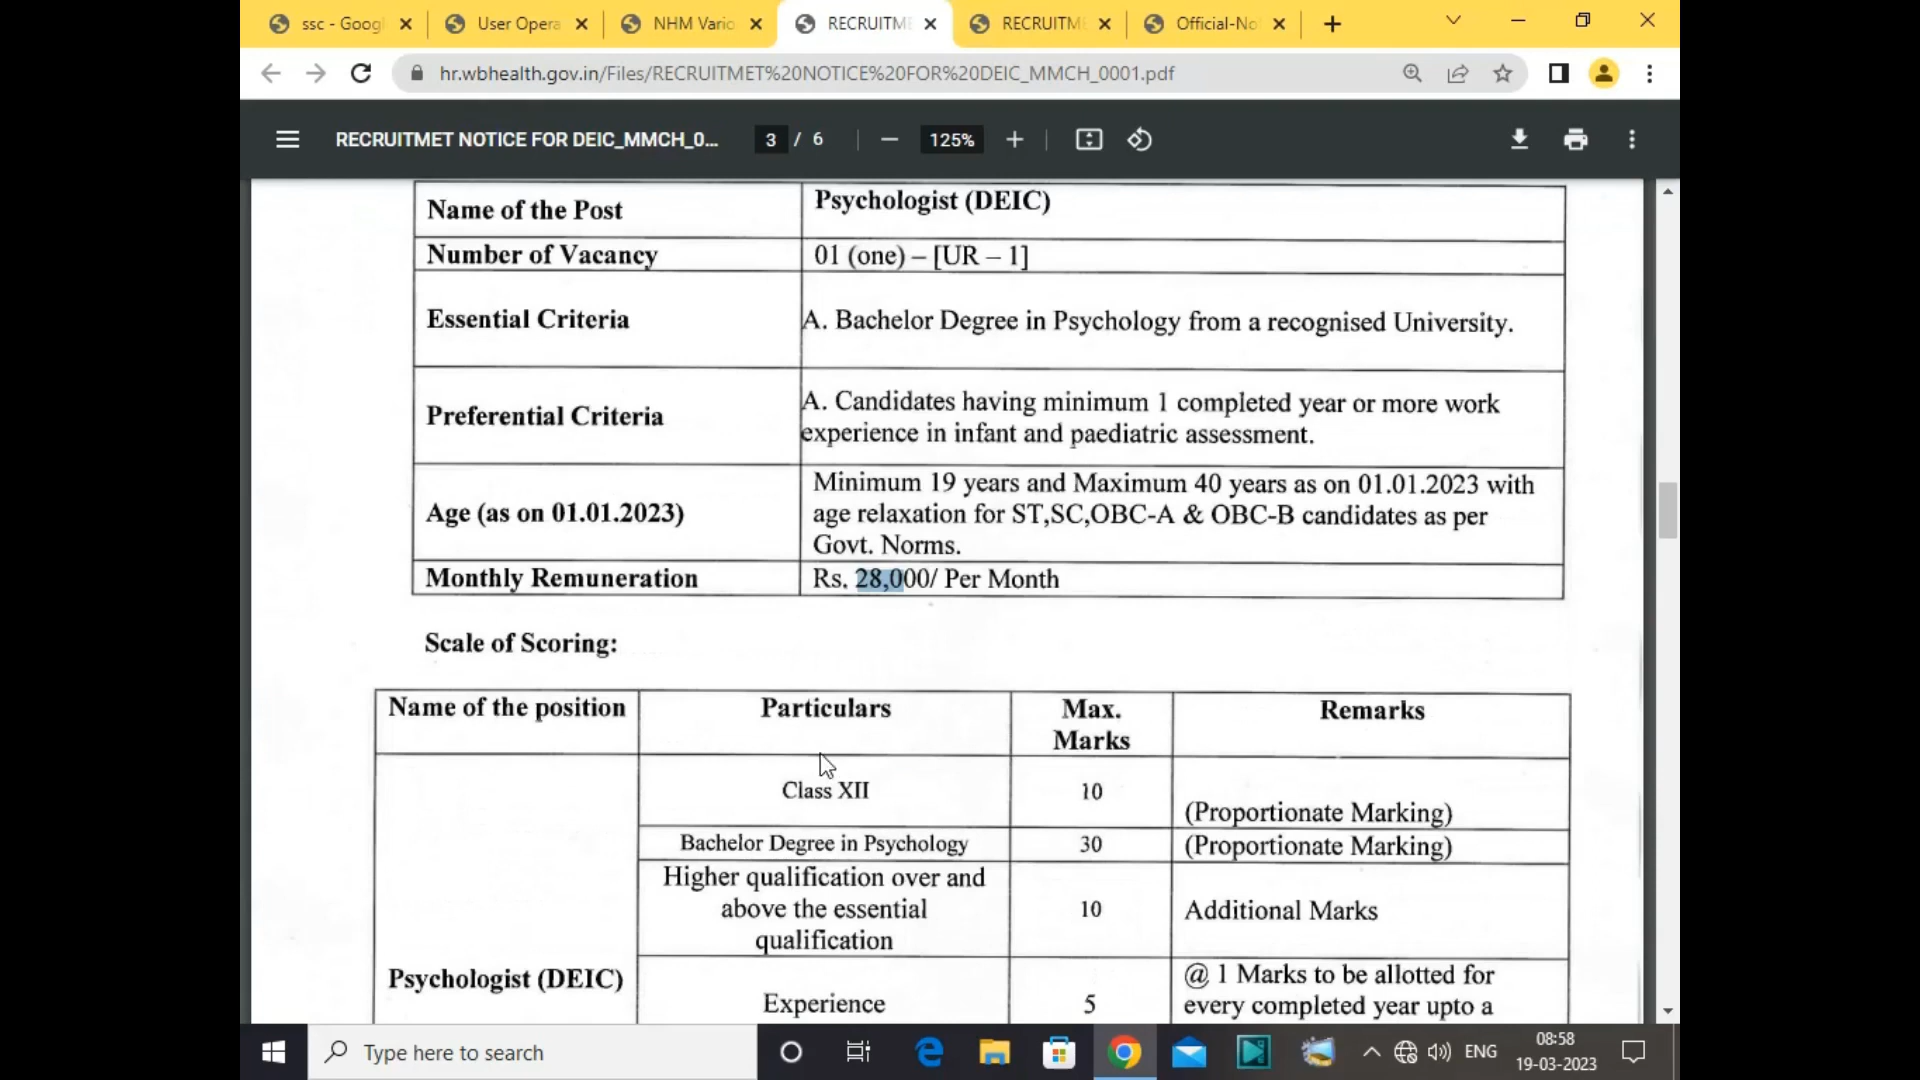 ssc - Goog
User Opera
NHM Vario
RECRUITM
RECRUITM
Official-No
hr.wbhealth.gov.in/Files/RECRUITMET%20NOTICE%20FOR%20DEIC_MMCH_0001.pdf
RECRUITMET NOTICE FOR DEIC_MMCH_0... 3 / 6 125%
Name of the Post Psychologist (DEIC)
Number of Vacancy 01 (one) – [UR – 1]
Essential Criteria A. Bachelor Degree in Psychology from a recognised University.
Preferential Criteria A. Candidates having minimum 1 completed year or more work
experience in infant and paediatric assessment.
Age (as on 01.01.2023) Minimum 19 years and Maximum 40 years as on 01.01.2023 with
age relaxation for ST,SC,OBC-A & OBC-B candidates as per
Govt. Norms.
Monthly Remuneration Rs. 28,000/ Per Month
Scale of Scoring:
Name of the position Particulars Max.
Marks Remarks
Class XII 10 (Proportionate Marking)
Bachelor Degree in Psychology 30 (Proportionate Marking)
Higher qualification over and
above the essential
qualification 10 Additional Marks
Psychologist (DEIC)
Experience 5 @ 1 Marks to be allotted for
every completed year upto a
Type here to search
ENG
08:58
19-03-2023